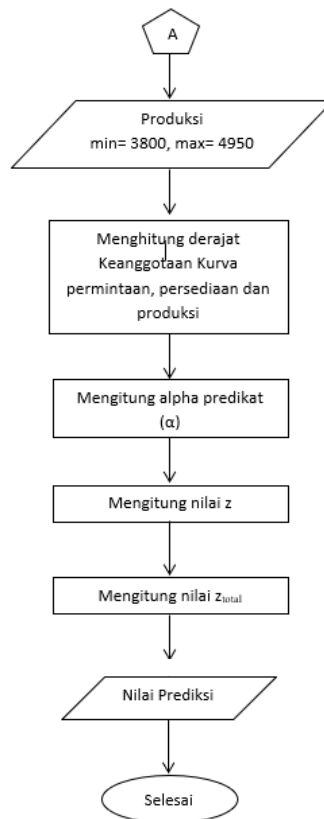 A
Produksi
min= 3800, max= 4950
Menghitung derajat
Keanggotaan Kurva
permintaan, persediaan dan
produksi
Mengitung alpha predikat
(α)
Mengitung nilai z
Mengitung nilai z total
Nilai Prediksi
Selesai